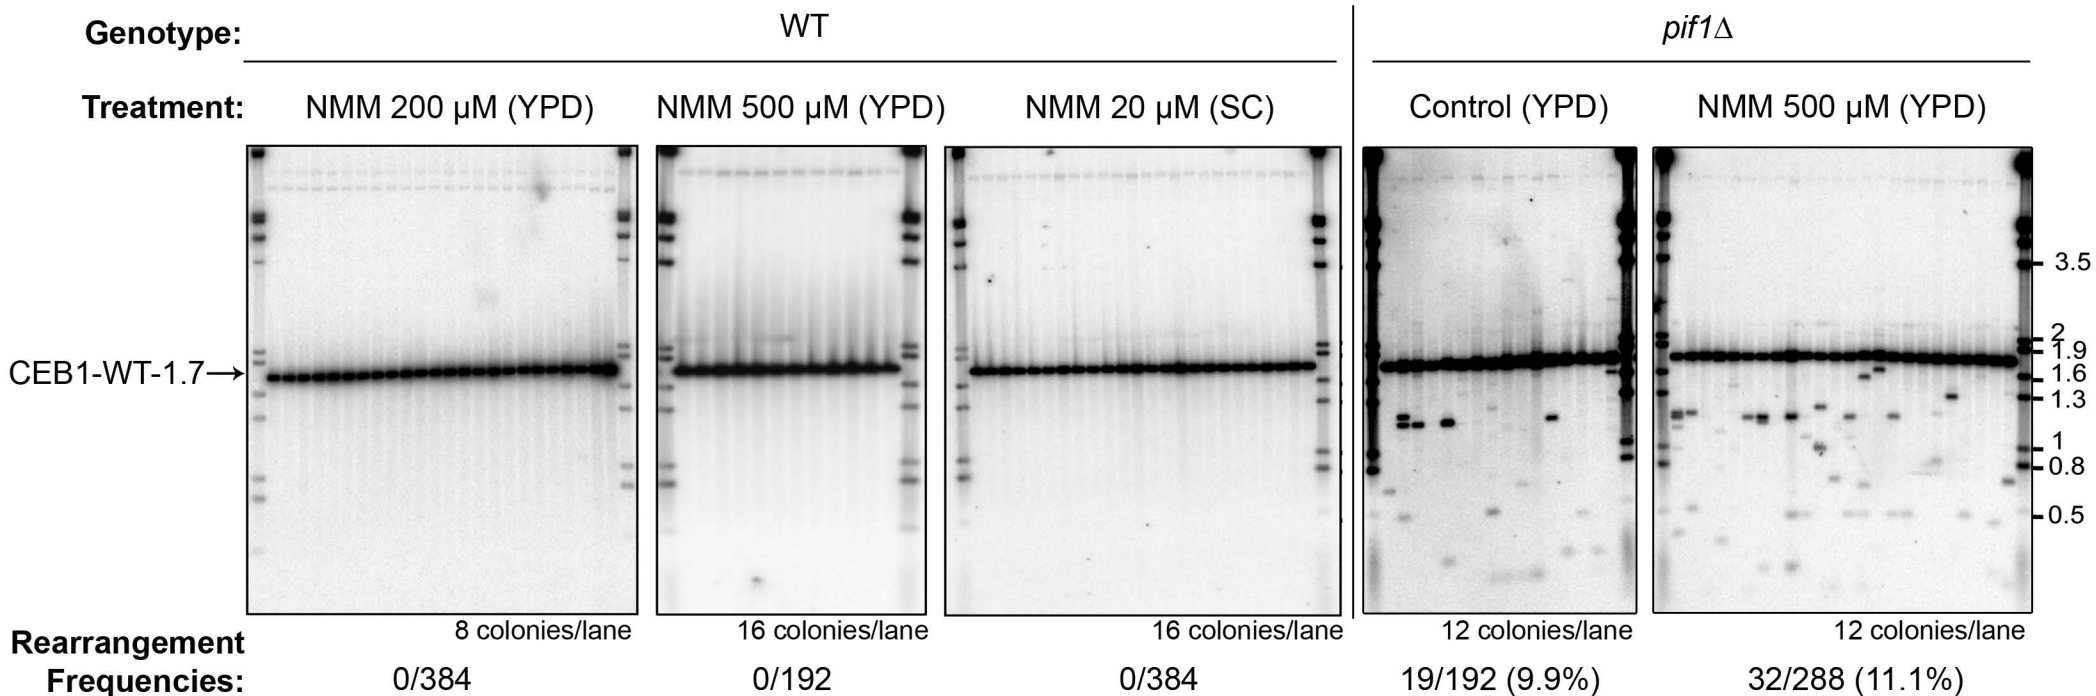 Genotype: WT pif1Δ
Treatment: NMM 200 µM (YPD) NMM 500 µM (YPD) NMM 20 µM (SC) Control (YPD) NMM 500 µM (YPD)
3.5
2
1.9
CEB1-WT-1.7→
1.6
1.3
1
0.8
0.5
8 colonies/lane 16 colonies/lane 16 colonies/lane 12 colonies/lane 12 colonies/lane
Rearrangement
Frequencies: 0/384 0/192 0/384 19/192 (9.9%) 32/288 (11.1%)